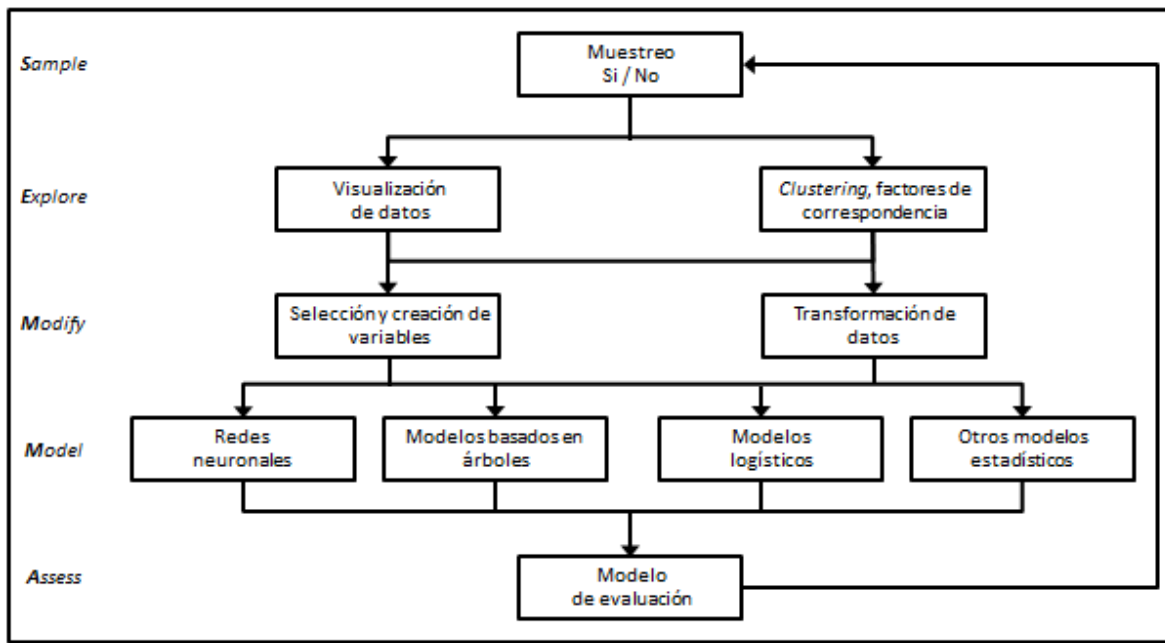 Sample
Muestreo
Si / No
Explore
Visualización
de datos
Clustering, factores de
correspondencia
Modify
Selección y creación de
variables
Transformación de
datos
Model
Redes
neuronales
Modelos basados en
árboles
Modelos
logísticos
Otros modelos
estadísticos
Assess
Modelo
de evaluación